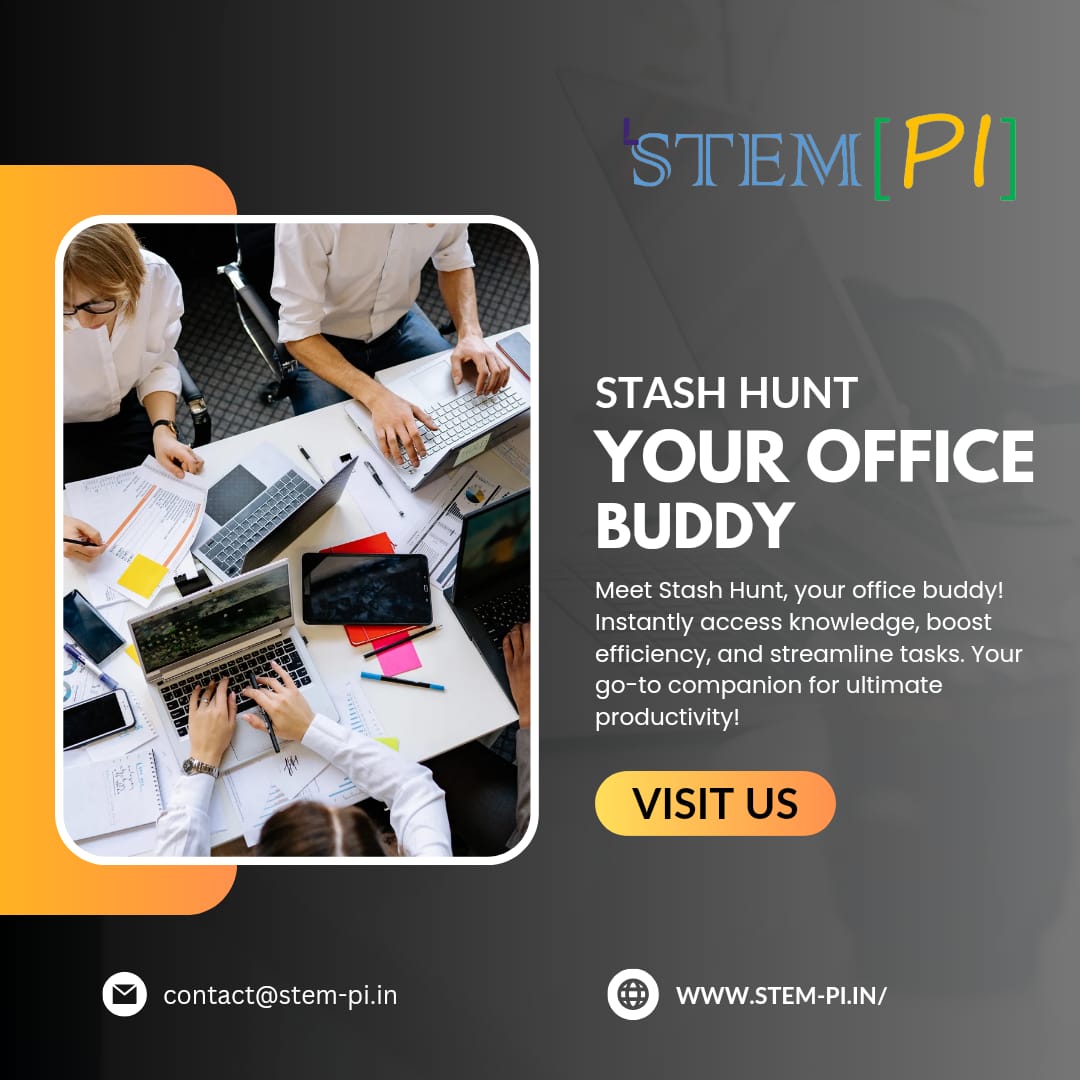 LSTEM[PI]
STASH HUNT
YOUR OFFICE
BUDDY
Meet Stash Hunt, your office buddy!
Instantly access knowledge, boost
efficiency, and streamline tasks. Your
go-to companion for ultimate
productivity!
VISIT US
contact@stem-pi.in
WWW.STEM-PI.IN/